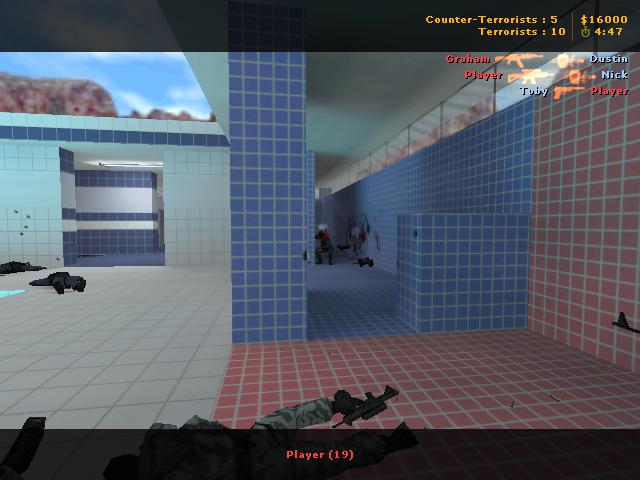 Counter-Terrorists : 5 $16000
Terrorists : 10 4:47
Graham Dustin
Player Nick
Toby Player
Player (19)